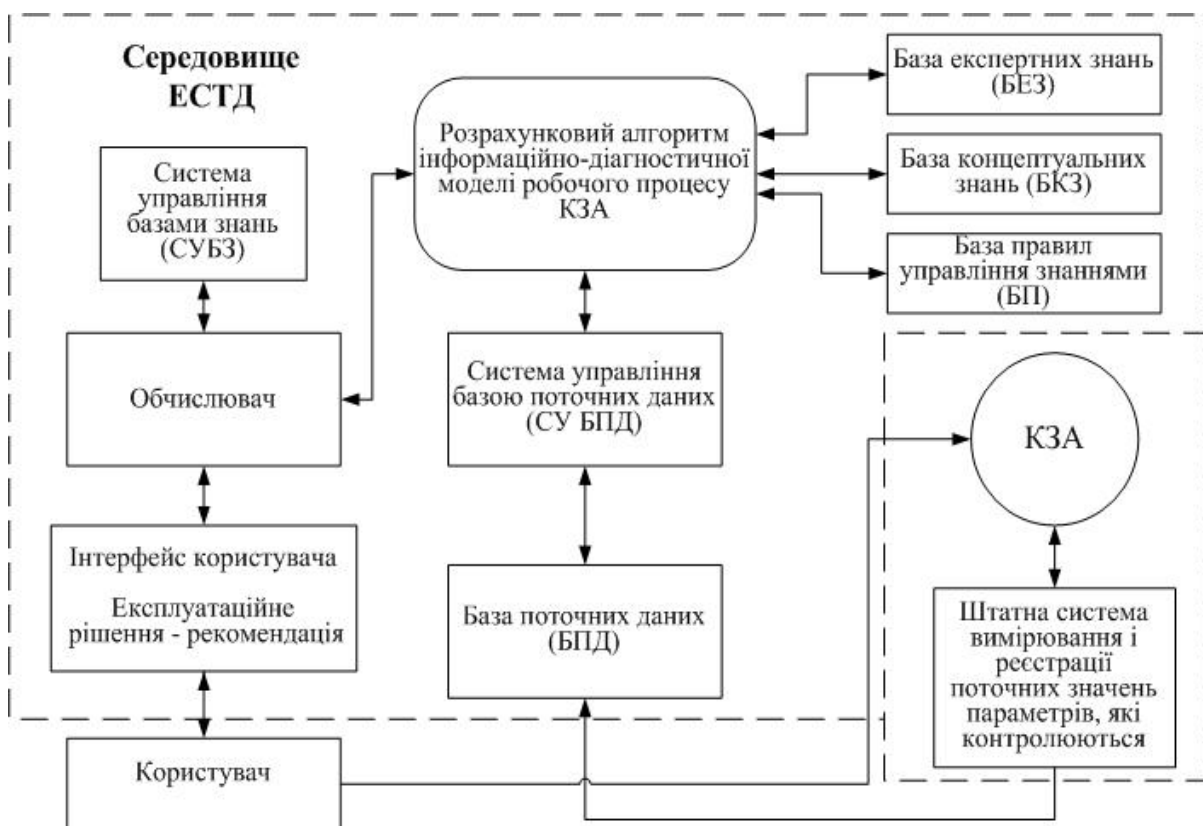 Середовище
ЕСТД
Система
управління
базами знань
(СУБЗ)
Обчислювач
Інтерфейс користувача
Експлуатаційне
рішення - рекомендація
Користувач
Розрахунковий алгоритм
інформаційно-діагностичної
моделі робочого процесу
КЗА
Система управління
базою поточних даних
(СУ БПД)
База поточних даних
(БПД)
База експертних знань
(БЕЗ)
База концептуальних
знань (БКЗ)
База правил
управління знаннями
(БП)
КЗА
Штатна система
вимірювання і
реєстрації
поточних значень
параметрів, які
контролюються